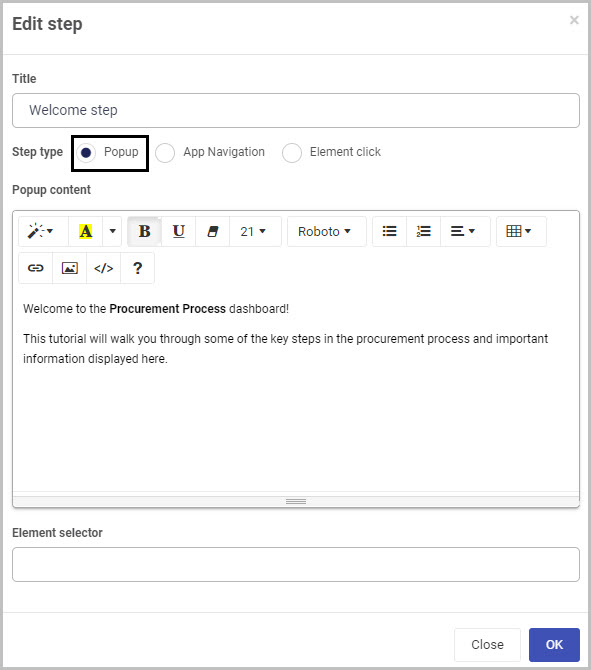 Edit step ×
Title
Welcome step
Step type Popup App Navigation Element click
Popup content
A B U 21 Roboto
</> ?
Welcome to the Procurement Process dashboard!
This tutorial will walk you through some of the key steps in the procurement process and important
information displayed here.
Element selector
Close OK